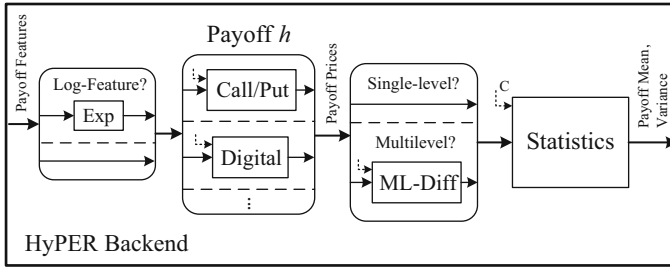 Payoff Features
Log-Feature?
Exp
Payoff h
Call/Put
Digital
⋮
Payoff Prices
Single-level?
Multilevel?
ML-Diff
C
Statistics
Payoff Mean,
Variance
HyPER Backend